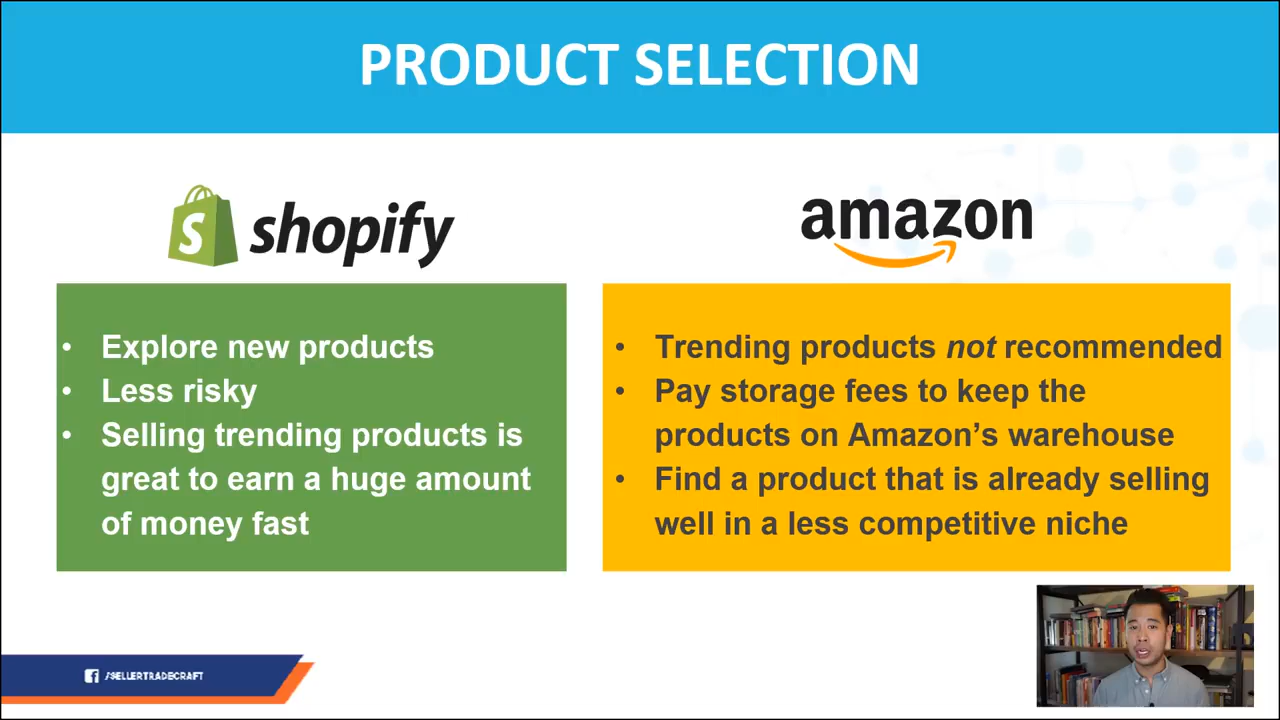 PRODUCT SELECTION
shopify
• Explore new products
• Less risky
• Selling trending products is
great to earn a huge amount
of money fast
amazon
• Trending products not recommended
• Pay storage fees to keep the
products on Amazon’s warehouse
• Find a product that is already selling
well in a less competitive niche
/SELLERTRADECRAFT